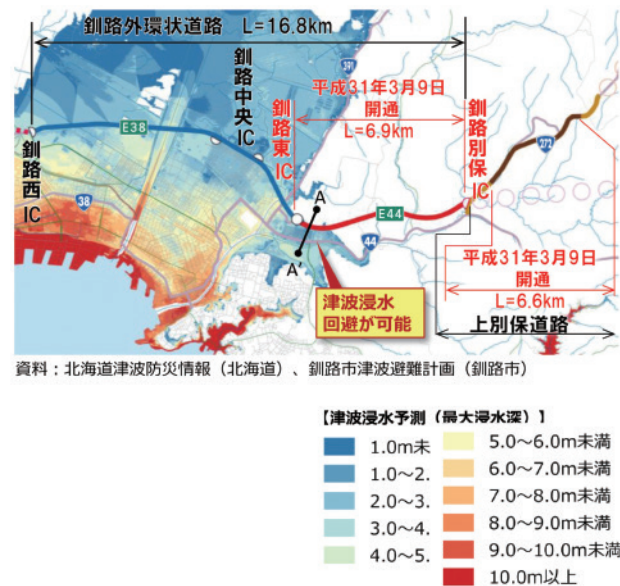 釧路外環状道路 L=16.8km
391
平成31年3月9日
開通
L=6.9km
釧路中央IC
釧路東IC
釧路別保IC
釧路西IC
E38
272
38
A
E44
44
A'
平成31年3月9日
開通
L=6.6km
津波浸水
回避が可能
上別保道路
資料：北海道津波防災情報（北海道）、釧路市津波避難計画（釧路市）
【津波浸水予測（最大浸水深）】
1.0m未
1.0～2.
2.0～3.
3.0～4.
4.0～5.
5.0～6.0m未満
6.0～7.0m未満
7.0～8.0m未満
8.0～9.0m未満
9.0～10.0m未満
10.0m以上